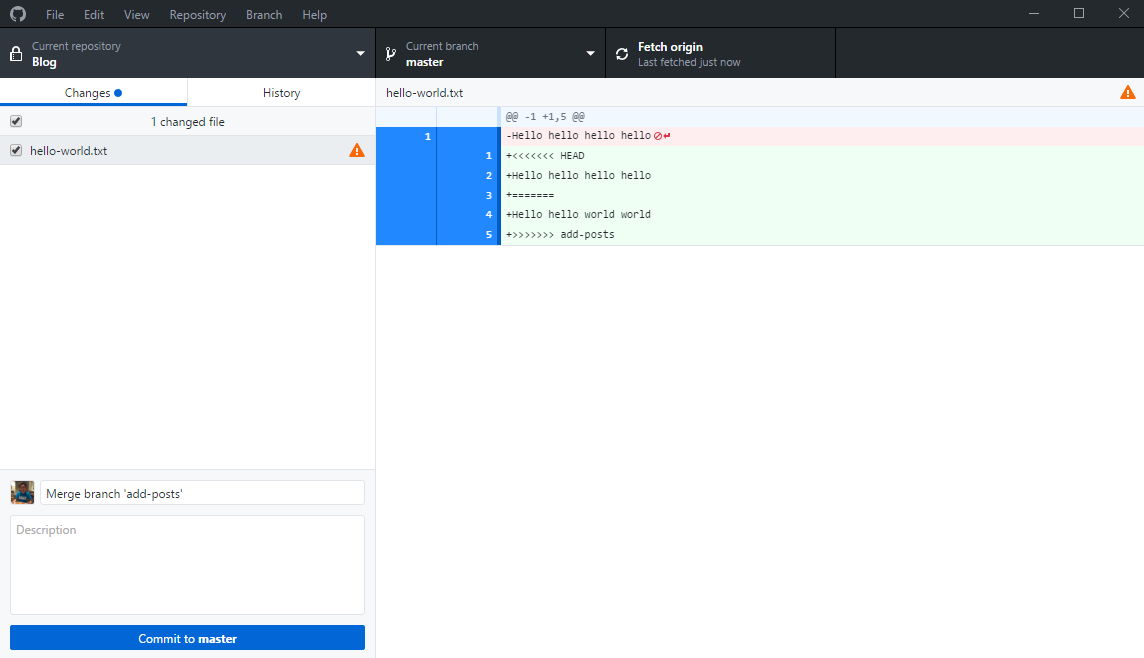 File Edit View Repository Branch Help
Current repository
Blog
Current branch
master
Fetch origin
Last fetched just now
Changes
History
1 changed file
hello-world.txt
Merge branch 'add-posts'
Description
Commit to master
hello-world.txt
@@ -1 +1,5 @@
1 -Hello hello hello hello
1 +<<<<<<< HEAD
2 +Hello hello hello hello
3 +=======
4 +Hello hello world world
5 +>>>>>>> add-posts